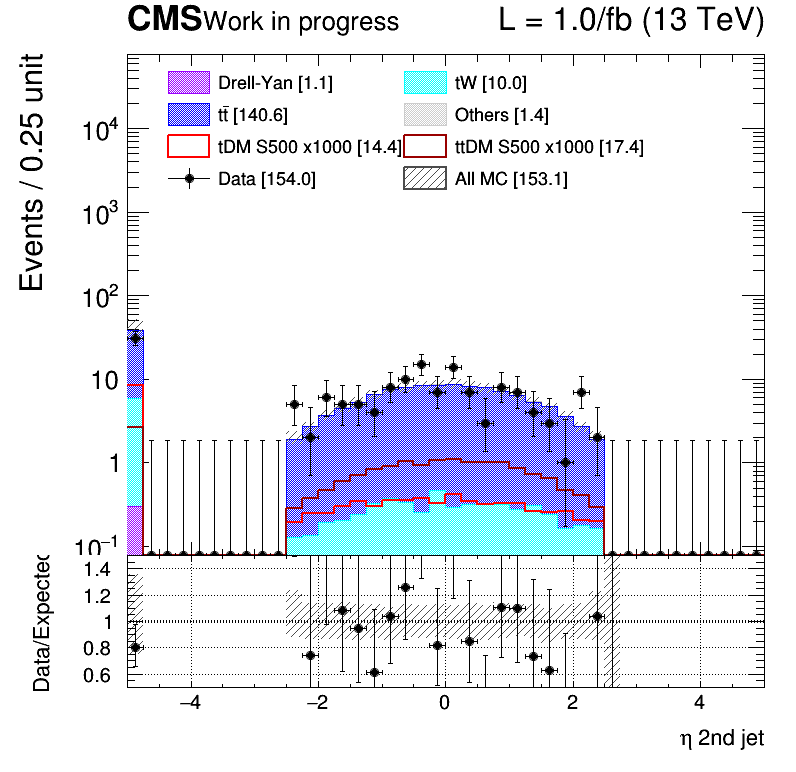 CMS Work in progress L = 1.0/fb (13 TeV)
Drell-Yan [1.1] tW [10.0]
tt̄ [140.6] Others [1.4]
tDM S500 x1000 [14.4] ttDM S500 x1000 [17.4]
Data [154.0] All MC [153.1]
Events / 0.25 unit
10⁴
10³
10²
10
1
10⁻¹
Data/Expected
1.4
1.2
1
0.8
0.6
−4 −2 0 2 4
η 2nd jet